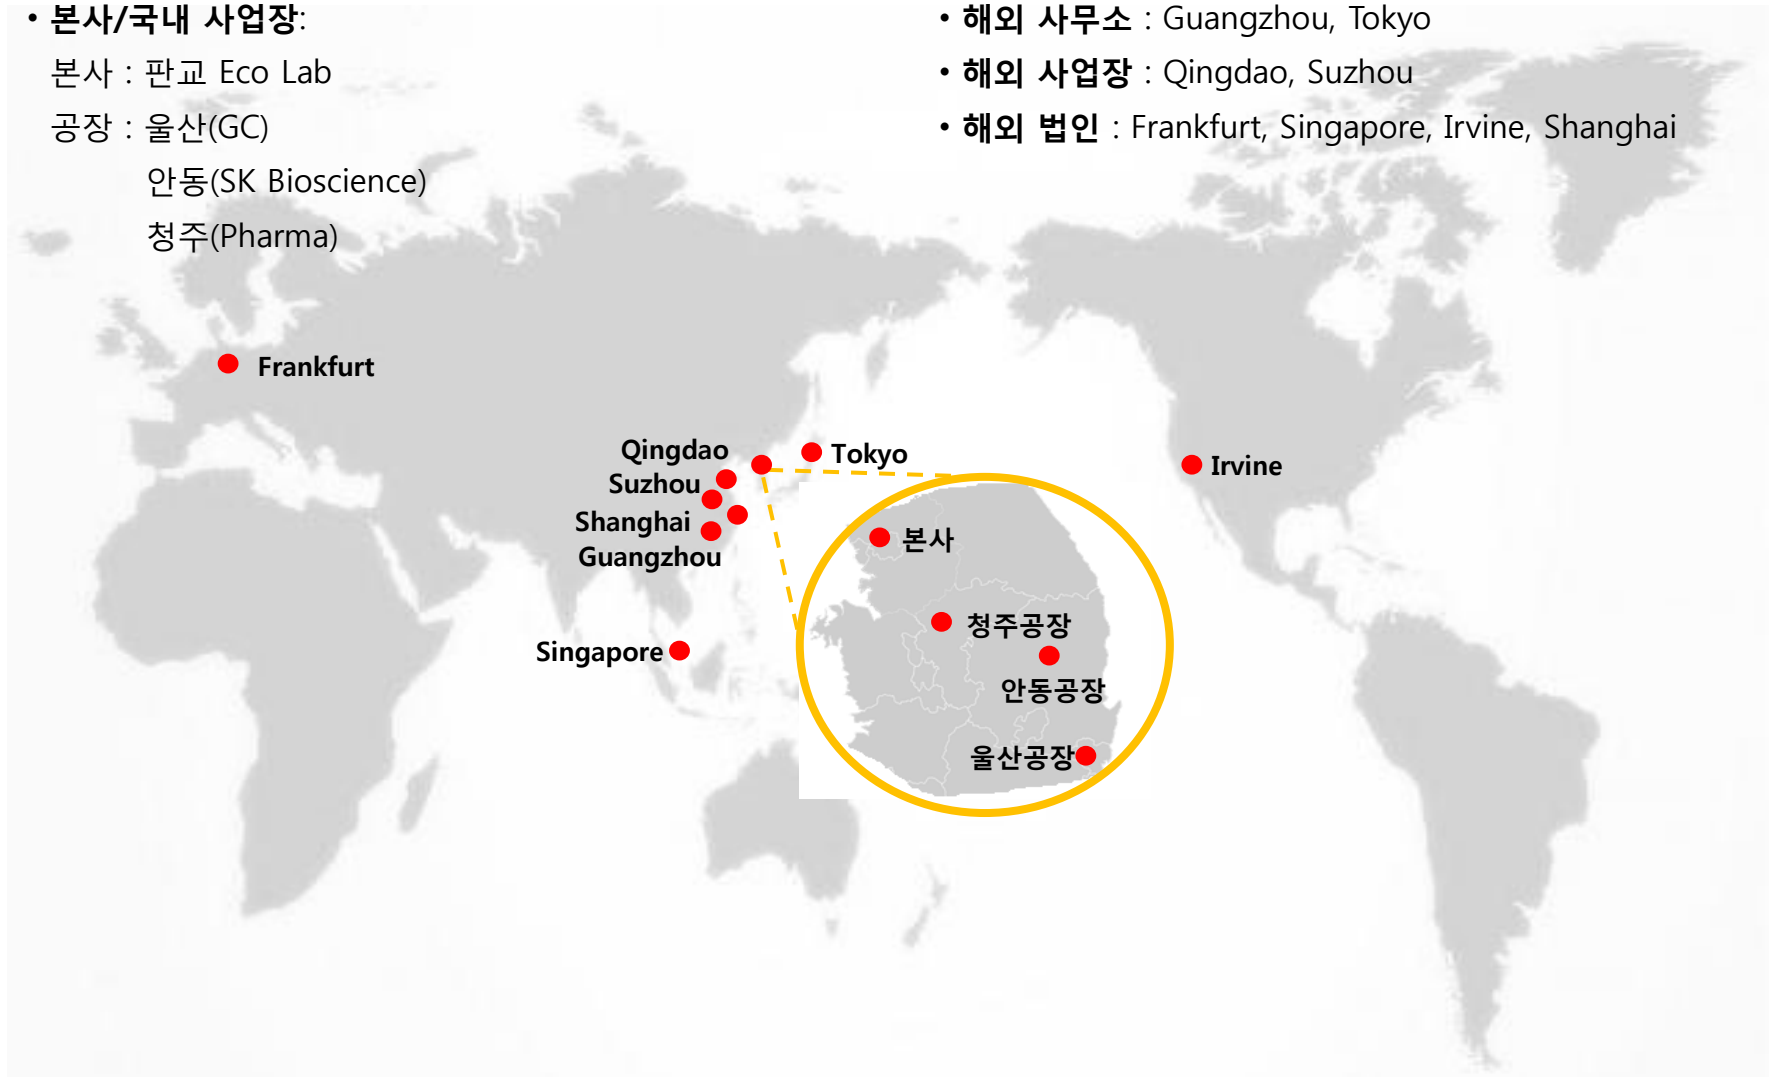 • 본사/국내 사업장:
본사 : 판교 Eco Lab
공장 : 울산(GC)
안동(SK Bioscience)
청주(Pharma)
• 해외 사무소 : Guangzhou, Tokyo
• 해외 사업장 : Qingdao, Suzhou
• 해외 법인 : Frankfurt, Singapore, Irvine, Shanghai
Frankfurt
Qingdao
Tokyo
Irvine
Suzhou
Shanghai
Guangzhou
Singapore
본사
청주공장
안동공장
울산공장